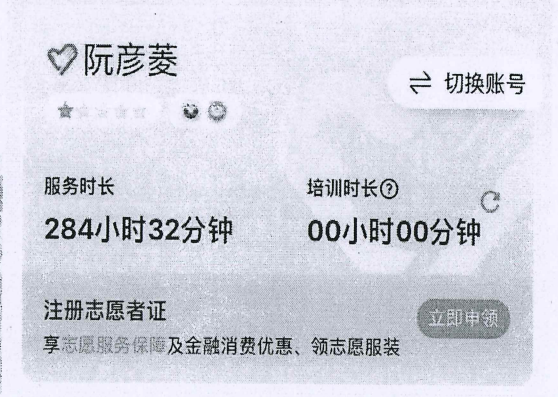 阮彦菱
切换账号
服务时长
培训时长?
284小时32分钟
00小时00分钟
注册志愿者证
立即申领
享志愿服务保障及金融消费优惠、领志愿服装